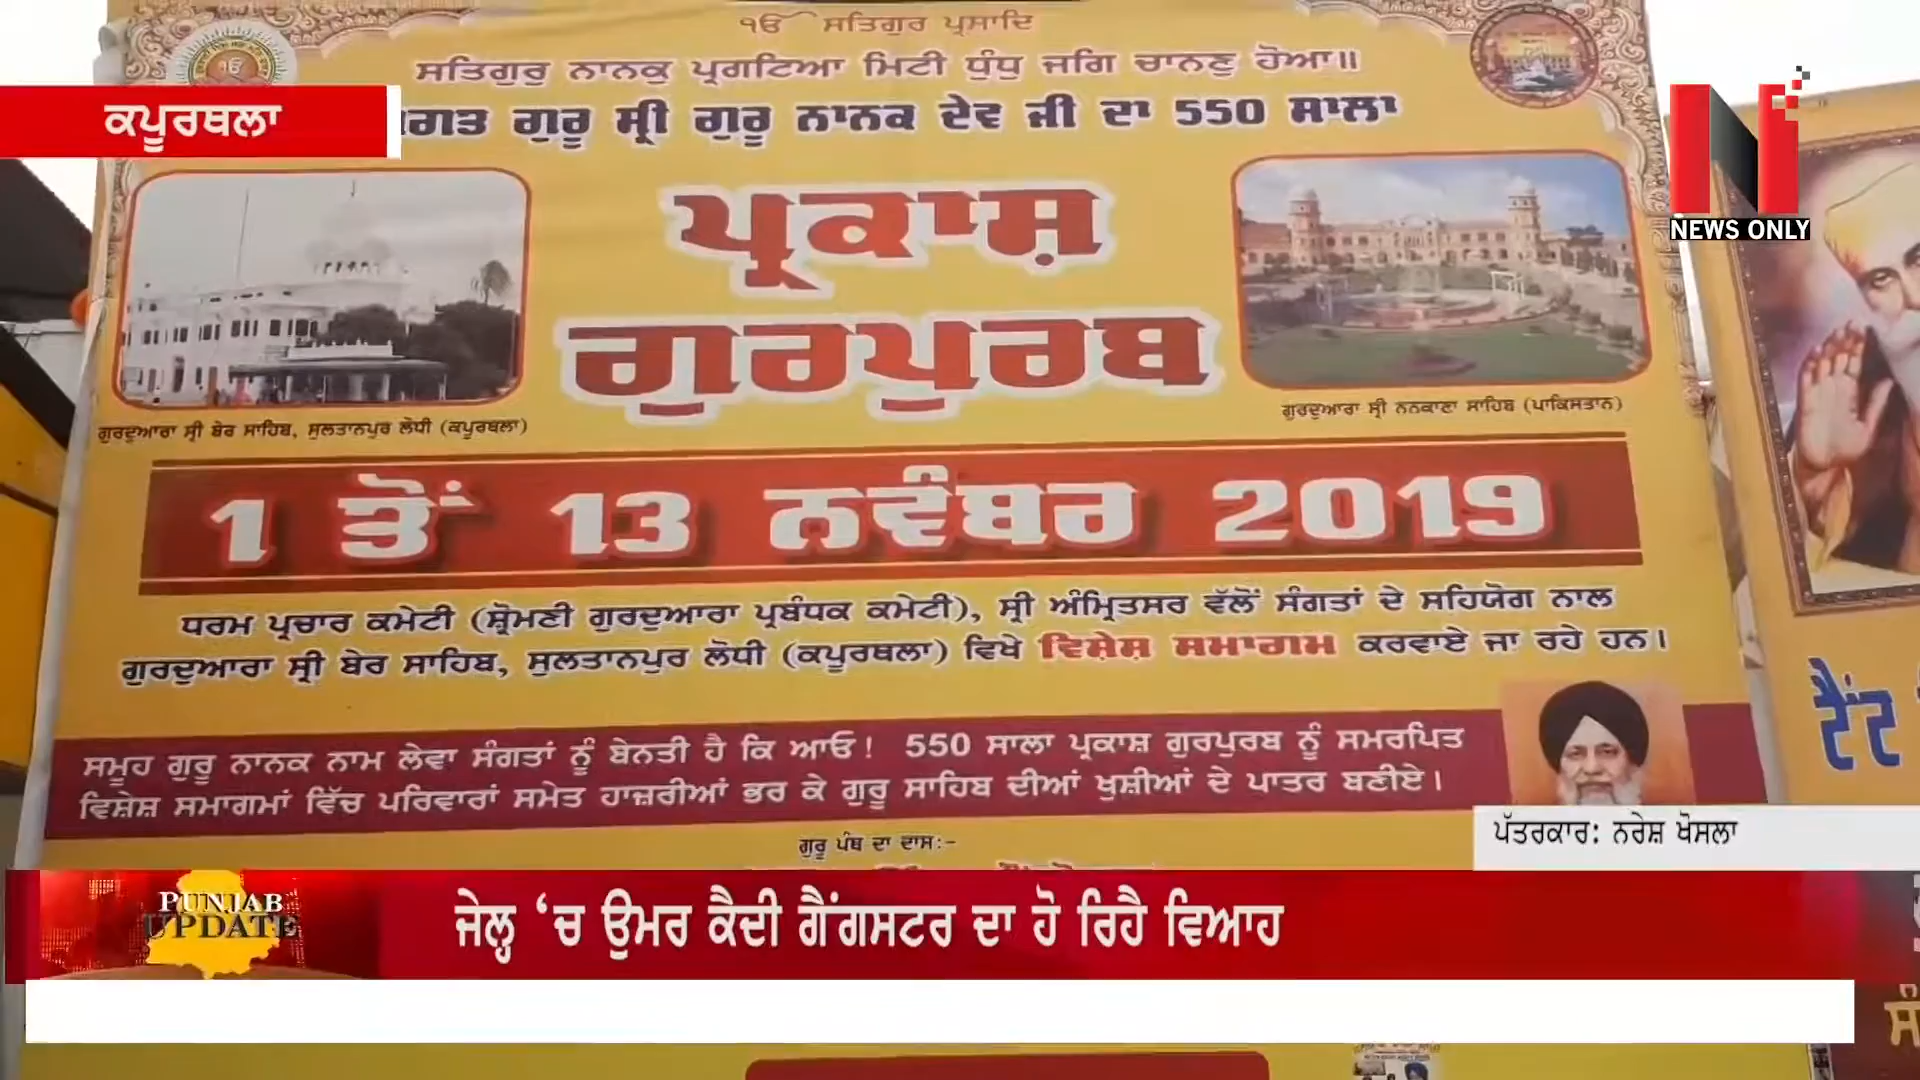 ੴ ਸਤਿਗੁਰ ਪ੍ਰਸਾਦਿ
ਸਤਿਗੁਰੁ ਨਾਨਕੁ ਪ੍ਰਗਟਿਆ ਮਿਟੀ ਧੁੰਧੁ ਜਗਿ ਚਾਨਣੁ ਹੋਆ॥
ਕਪੂਰਥਲਾ
ਗੁਰੂ ਸ੍ਰੀ ਗੁਰੂ ਨਾਨਕ ਦੇਵ ਜੀ ਦਾ 550 ਸਾਲਾ
NEWS ONLY
ਪ੍ਰਕਾਸ਼
ਗੁਰਪੁਰਬ
ਗੁਰਦੁਆਰਾ ਸ੍ਰੀ ਬੇਰ ਸਾਹਿਬ, ਸੁਲਤਾਨਪੁਰ ਲੋਧੀ (ਕਪੂਰਥਲਾ)
ਗੁਰਦੁਆਰਾ ਸ੍ਰੀ ਨਨਕਾਣਾ ਸਾਹਿਬ (ਪਾਕਿਸਤਾਨ)
1 ਤੋਂ 13 ਨਵੰਬਰ 2019
ਧਰਮ ਪ੍ਰਚਾਰ ਕਮੇਟੀ (ਸ਼੍ਰੋਮਣੀ ਗੁਰਦੁਆਰਾ ਪ੍ਰਬੰਧਕ ਕਮੇਟੀ), ਸ੍ਰੀ ਅੰਮ੍ਰਿਤਸਰ ਵੱਲੋਂ ਸੰਗਤਾਂ ਦੇ ਸਹਿਯੋਗ ਨਾਲ
ਗੁਰਦੁਆਰਾ ਸ੍ਰੀ ਬੇਰ ਸਾਹਿਬ, ਸੁਲਤਾਨਪੁਰ ਲੋਧੀ (ਕਪੂਰਥਲਾ) ਵਿਖੇ ਵਿਸ਼ੇਸ਼ ਸਮਾਗਮ ਕਰਵਾਏ ਜਾ ਰਹੇ ਹਨ।
ਟੈਂਟ
ਸਮੂਹ ਗੁਰੂ ਨਾਨਕ ਨਾਮ ਲੇਵਾ ਸੰਗਤਾਂ ਨੂੰ ਬੇਨਤੀ ਹੈ ਕਿ ਆਓ! 550 ਸਾਲਾ ਪ੍ਰਕਾਸ਼ ਗੁਰਪੁਰਬ ਨੂੰ ਸਮਰਪਿਤ
ਵਿਸ਼ੇਸ਼ ਸਮਾਗਮਾਂ ਵਿੱਚ ਪਰਿਵਾਰਾਂ ਸਮੇਤ ਹਾਜ਼ਰੀਆਂ ਭਰ ਕੇ ਗੁਰੂ ਸਾਹਿਬ ਦੀਆਂ ਖੁਸ਼ੀਆਂ ਦੇ ਪਾਤਰ ਬਣੀਏ।
ਪੱਤਰਕਾਰ: ਨਰੇਸ਼ ਖੋਸਲਾ
ਗੁਰੂ ਪੰਥ ਦਾ ਦਾਸ:-
PUNJAB
UPDATE
ਜੇਲ੍ਹ ‘ਚ ਉਮਰ ਕੈਦੀ ਗੈਂਗਸਟਰ ਦਾ ਹੋ ਰਿਹੈ ਵਿਆਹ